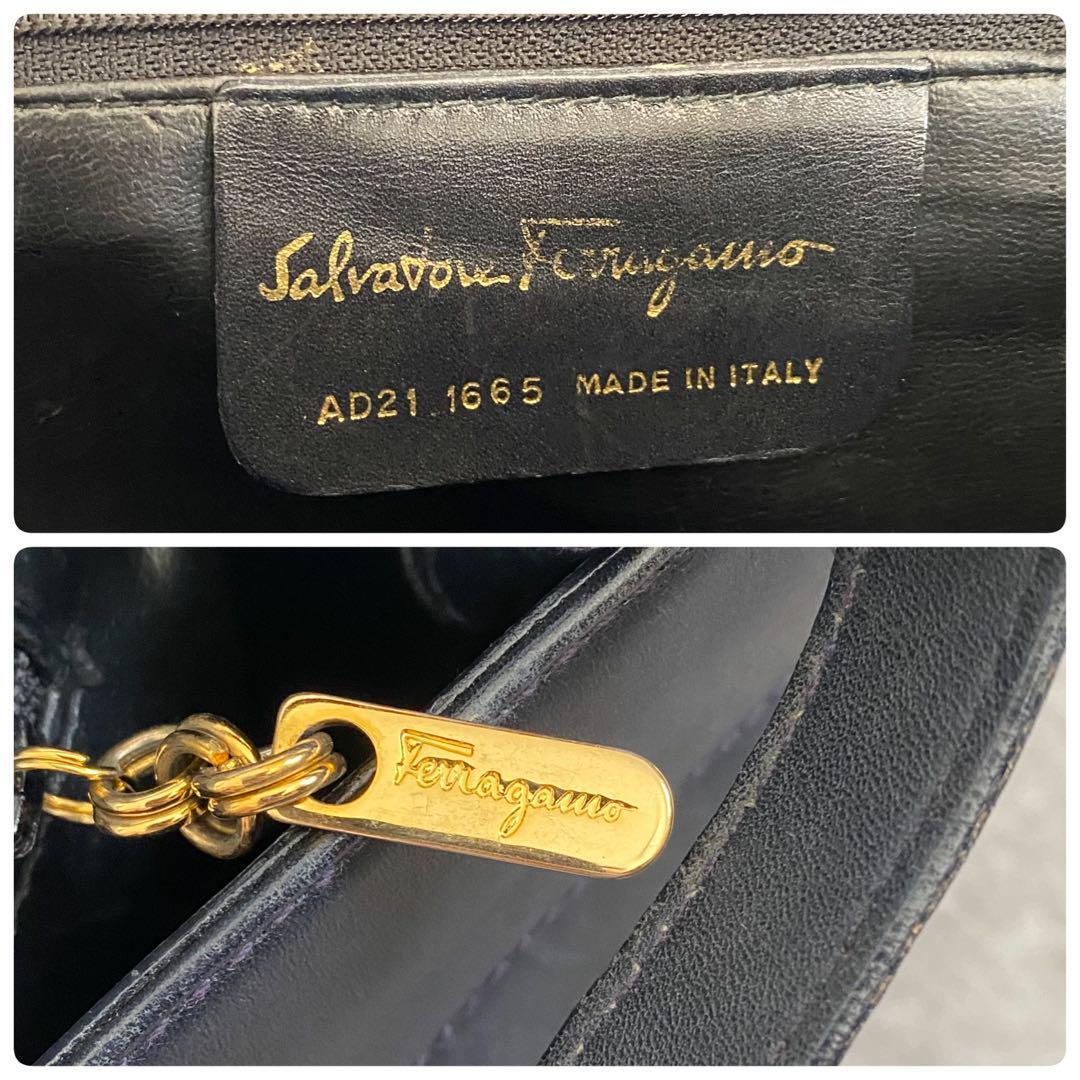 Salvatore Ferragamo
AD21 1665 MADE IN ITALY
Ferragamo